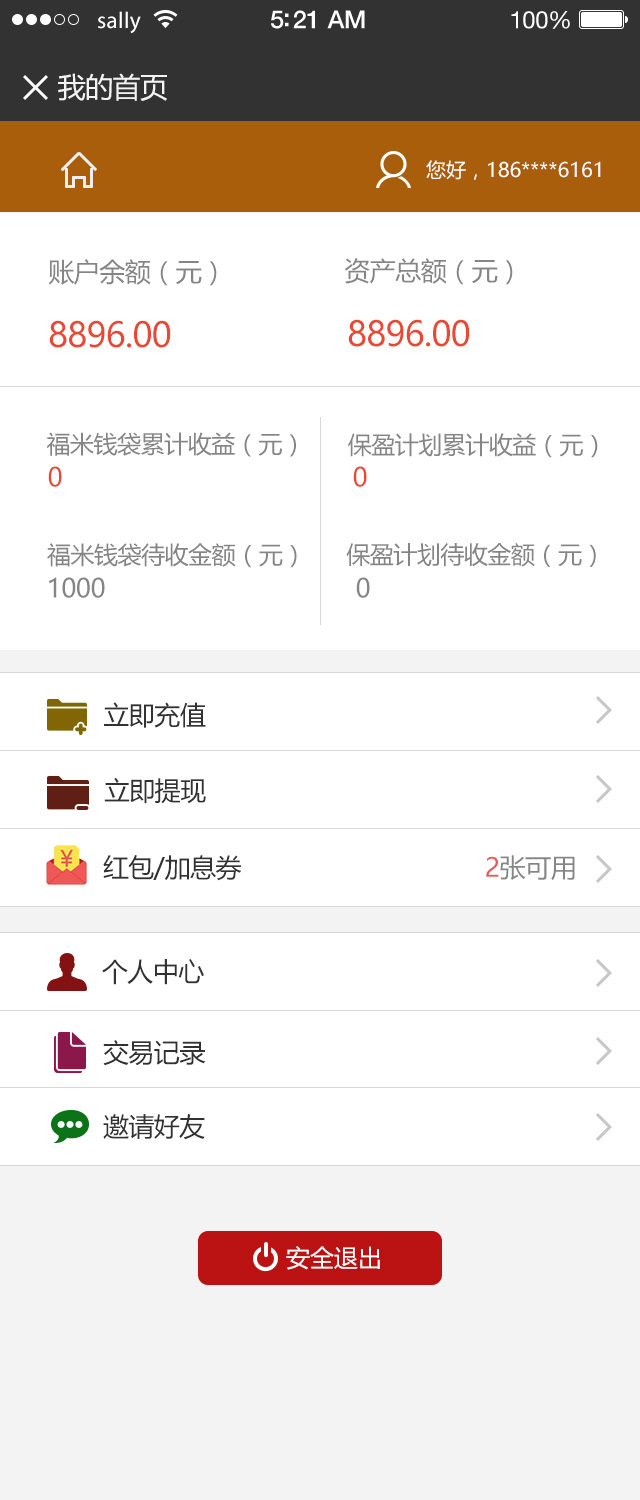 sally 5:21 AM 100%
我的首页
您好，186****6161
账户余额（元） 资产总额（元）
8896.00 8896.00
福米钱袋累计收益（元） 保盈计划累计收益（元）
0 0
福米钱袋待收金额（元） 保盈计划待收金额（元）
1000 0
立即充值
立即提现
¥ 红包/加息券 2张可用
个人中心
交易记录
邀请好友
安全退出